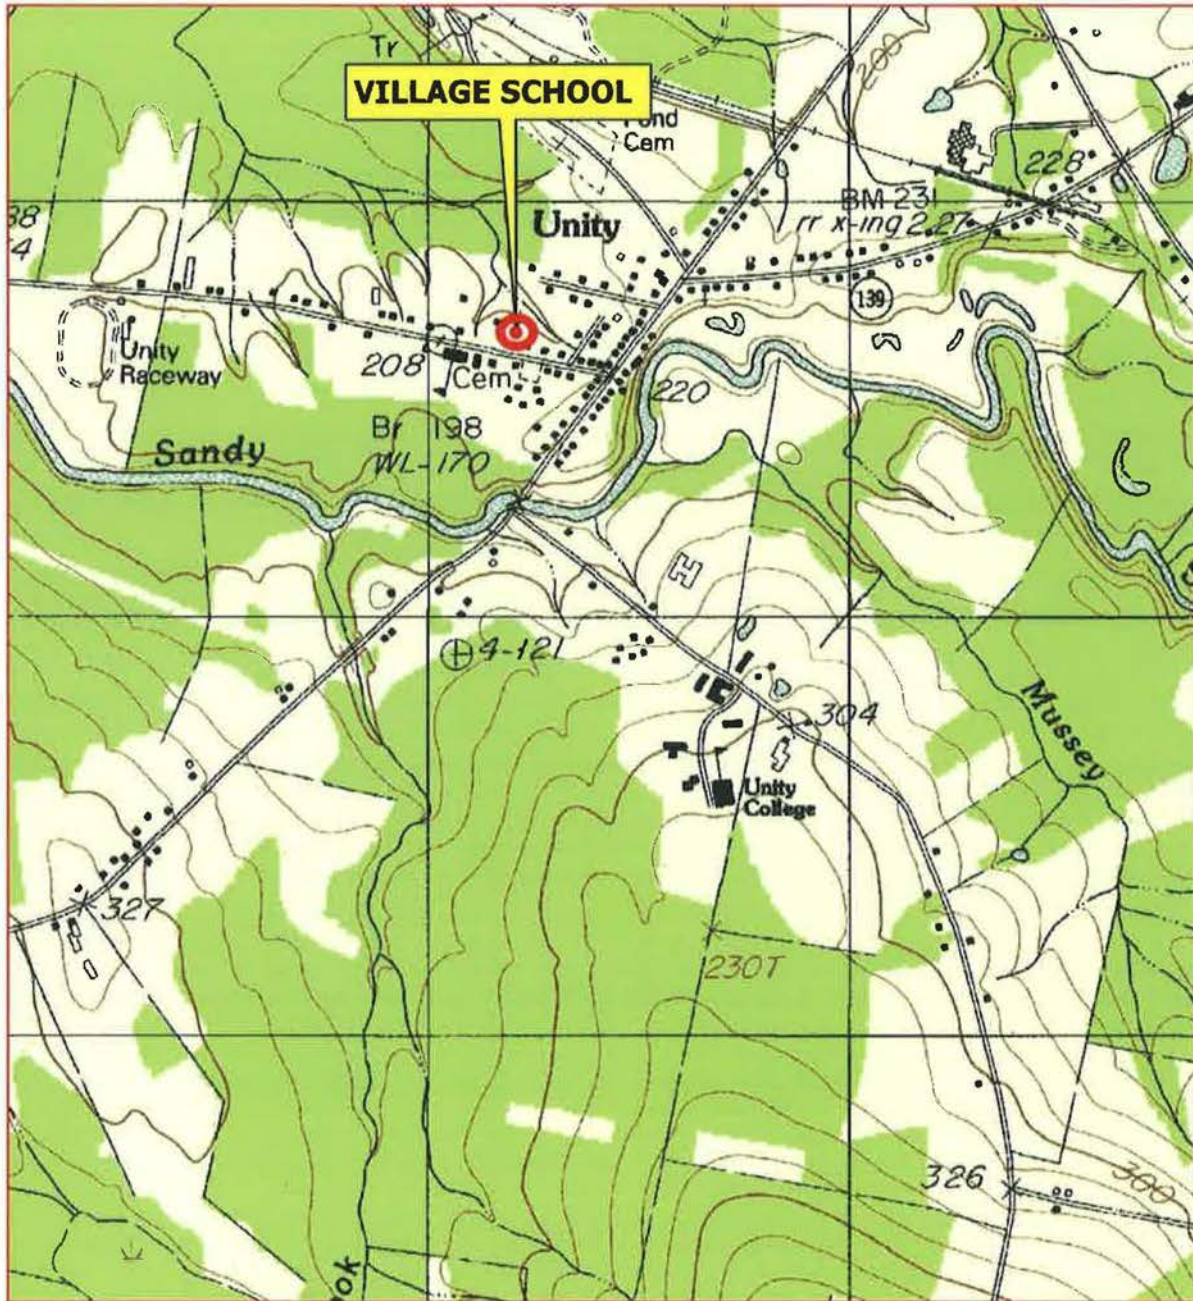 Tr
VILLAGE SCHOOL
Pond
Cem
200
228
BM 231
rr x-ing 227
Unity
139
Unity
Raceway
208
Cem
220
Br 198
WL-170
Sandy
4-121
304
Mussey
Unity
College
327
230T
326
300